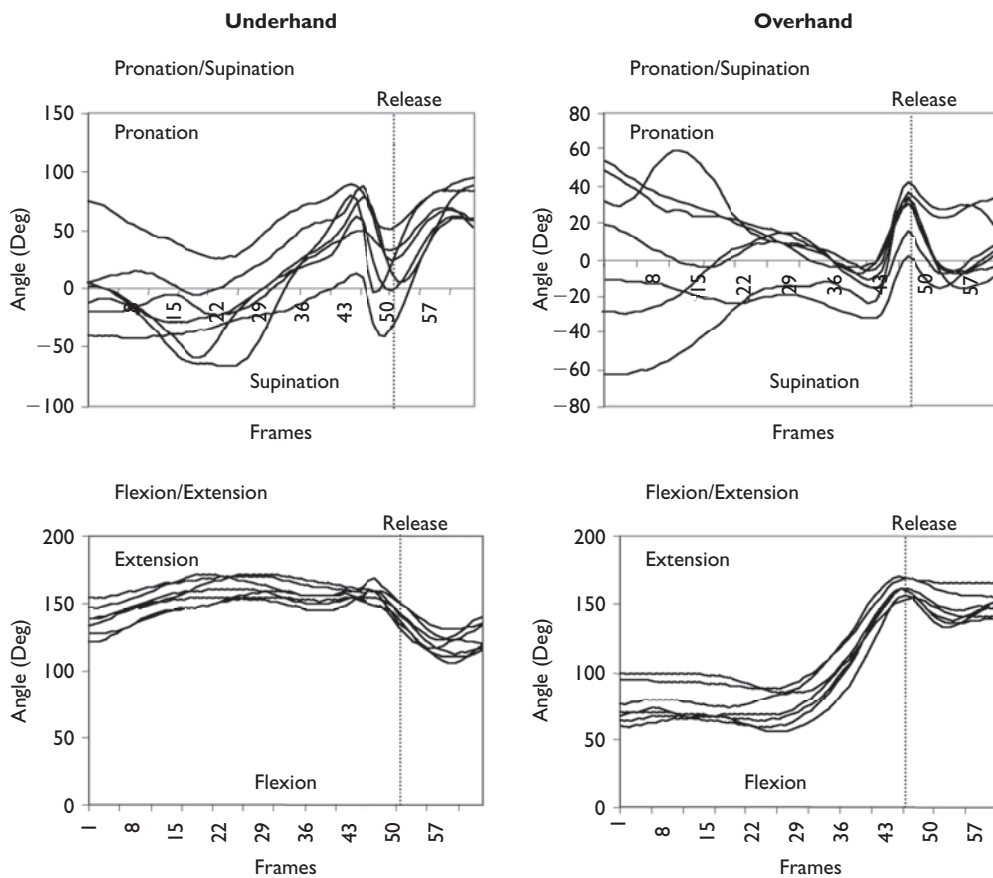 Underhand
Pronation/Supination
Release
150
Pronation
100
50
0
−50
−100
Angle (Deg)
8
15
22
29
36
43
50
57
Supination
Frames
Overhand
Pronation/Supination
Release
80
Pronation
60
40
20
0
−20
−40
−60
−80
Angle (Deg)
8
15
22
29
36
43
50
57
Supination
Frames
Flexion/Extension
Release
200
Extension
150
100
50
0
Angle (Deg)
Flexion
1
8
15
22
29
36
43
50
57
Frames
Flexion/Extension
Release
200
Extension
150
100
50
0
Angle (Deg)
Flexion
1
8
15
22
29
36
43
50
57
Frames